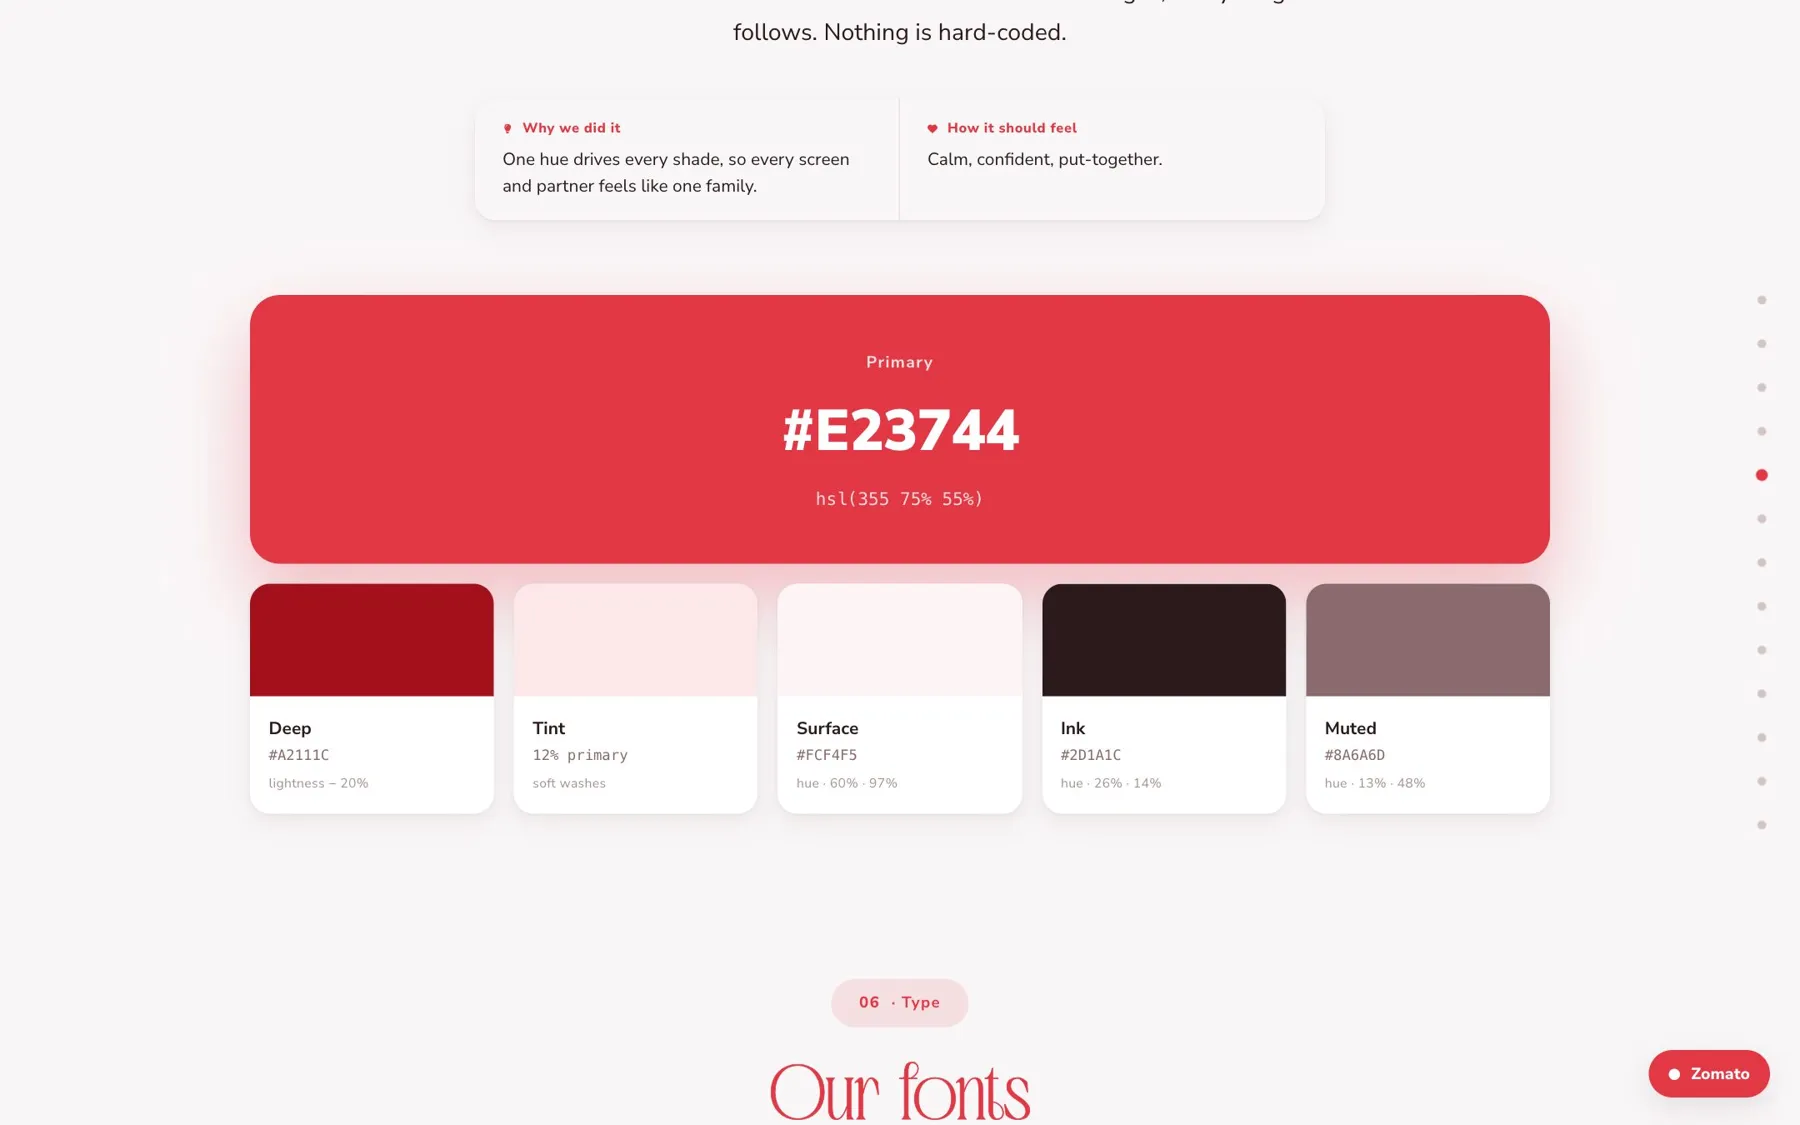 follows. Nothing is hard-coded.
Why we did it
One hue drives every shade, so every screen
and partner feels like one family.
How it should feel
Calm, confident, put-together.
Primary
#E23744
hsl(355 75% 55%)
Deep
#A2111C
lightness − 20%
Tint
12% primary
soft washes
Surface
#FCF4F5
hue · 60% · 97%
Ink
#2D1A1C
hue · 26% · 14%
Muted
#8A6A6D
hue · 13% · 48%
06 · Type
Our fonts
Zomato